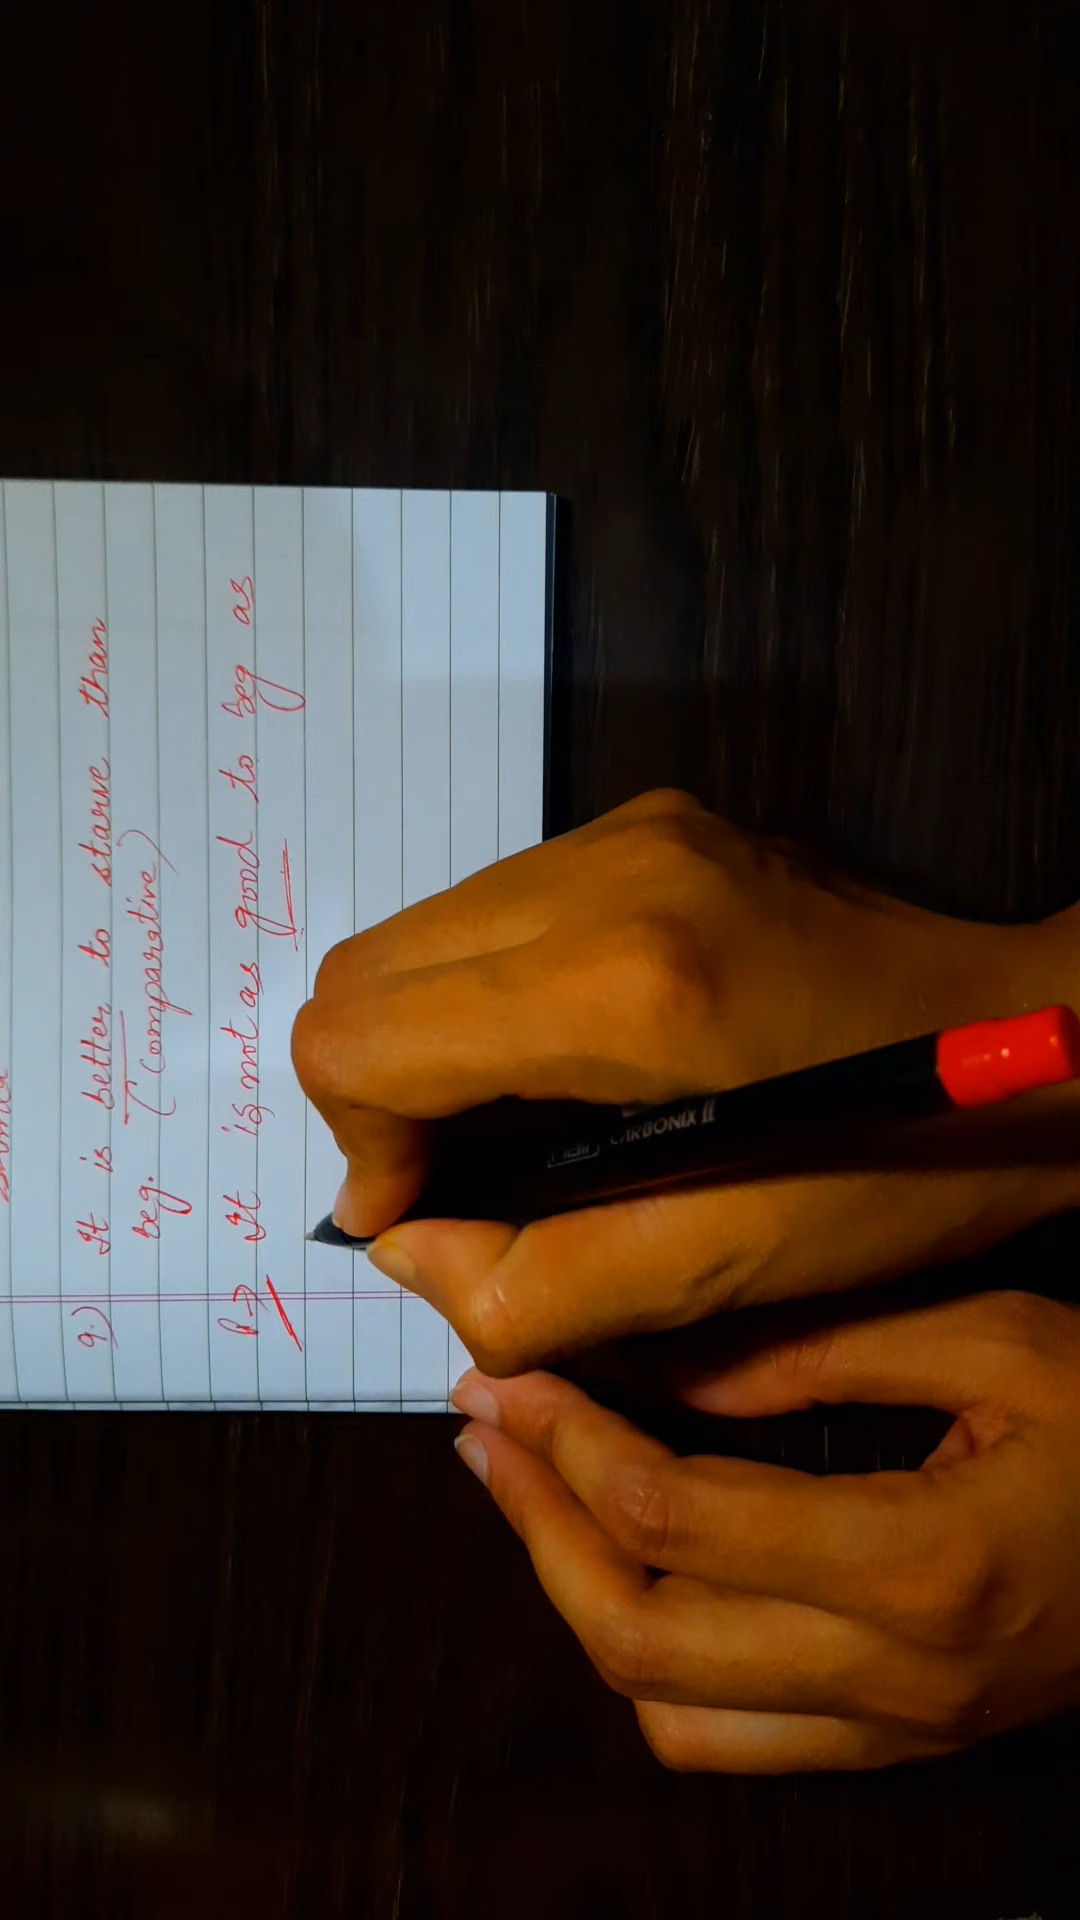 9.) It is better to starve than
beg. (Comparative)
P→ It is not as good to beg as
CARBONIX II